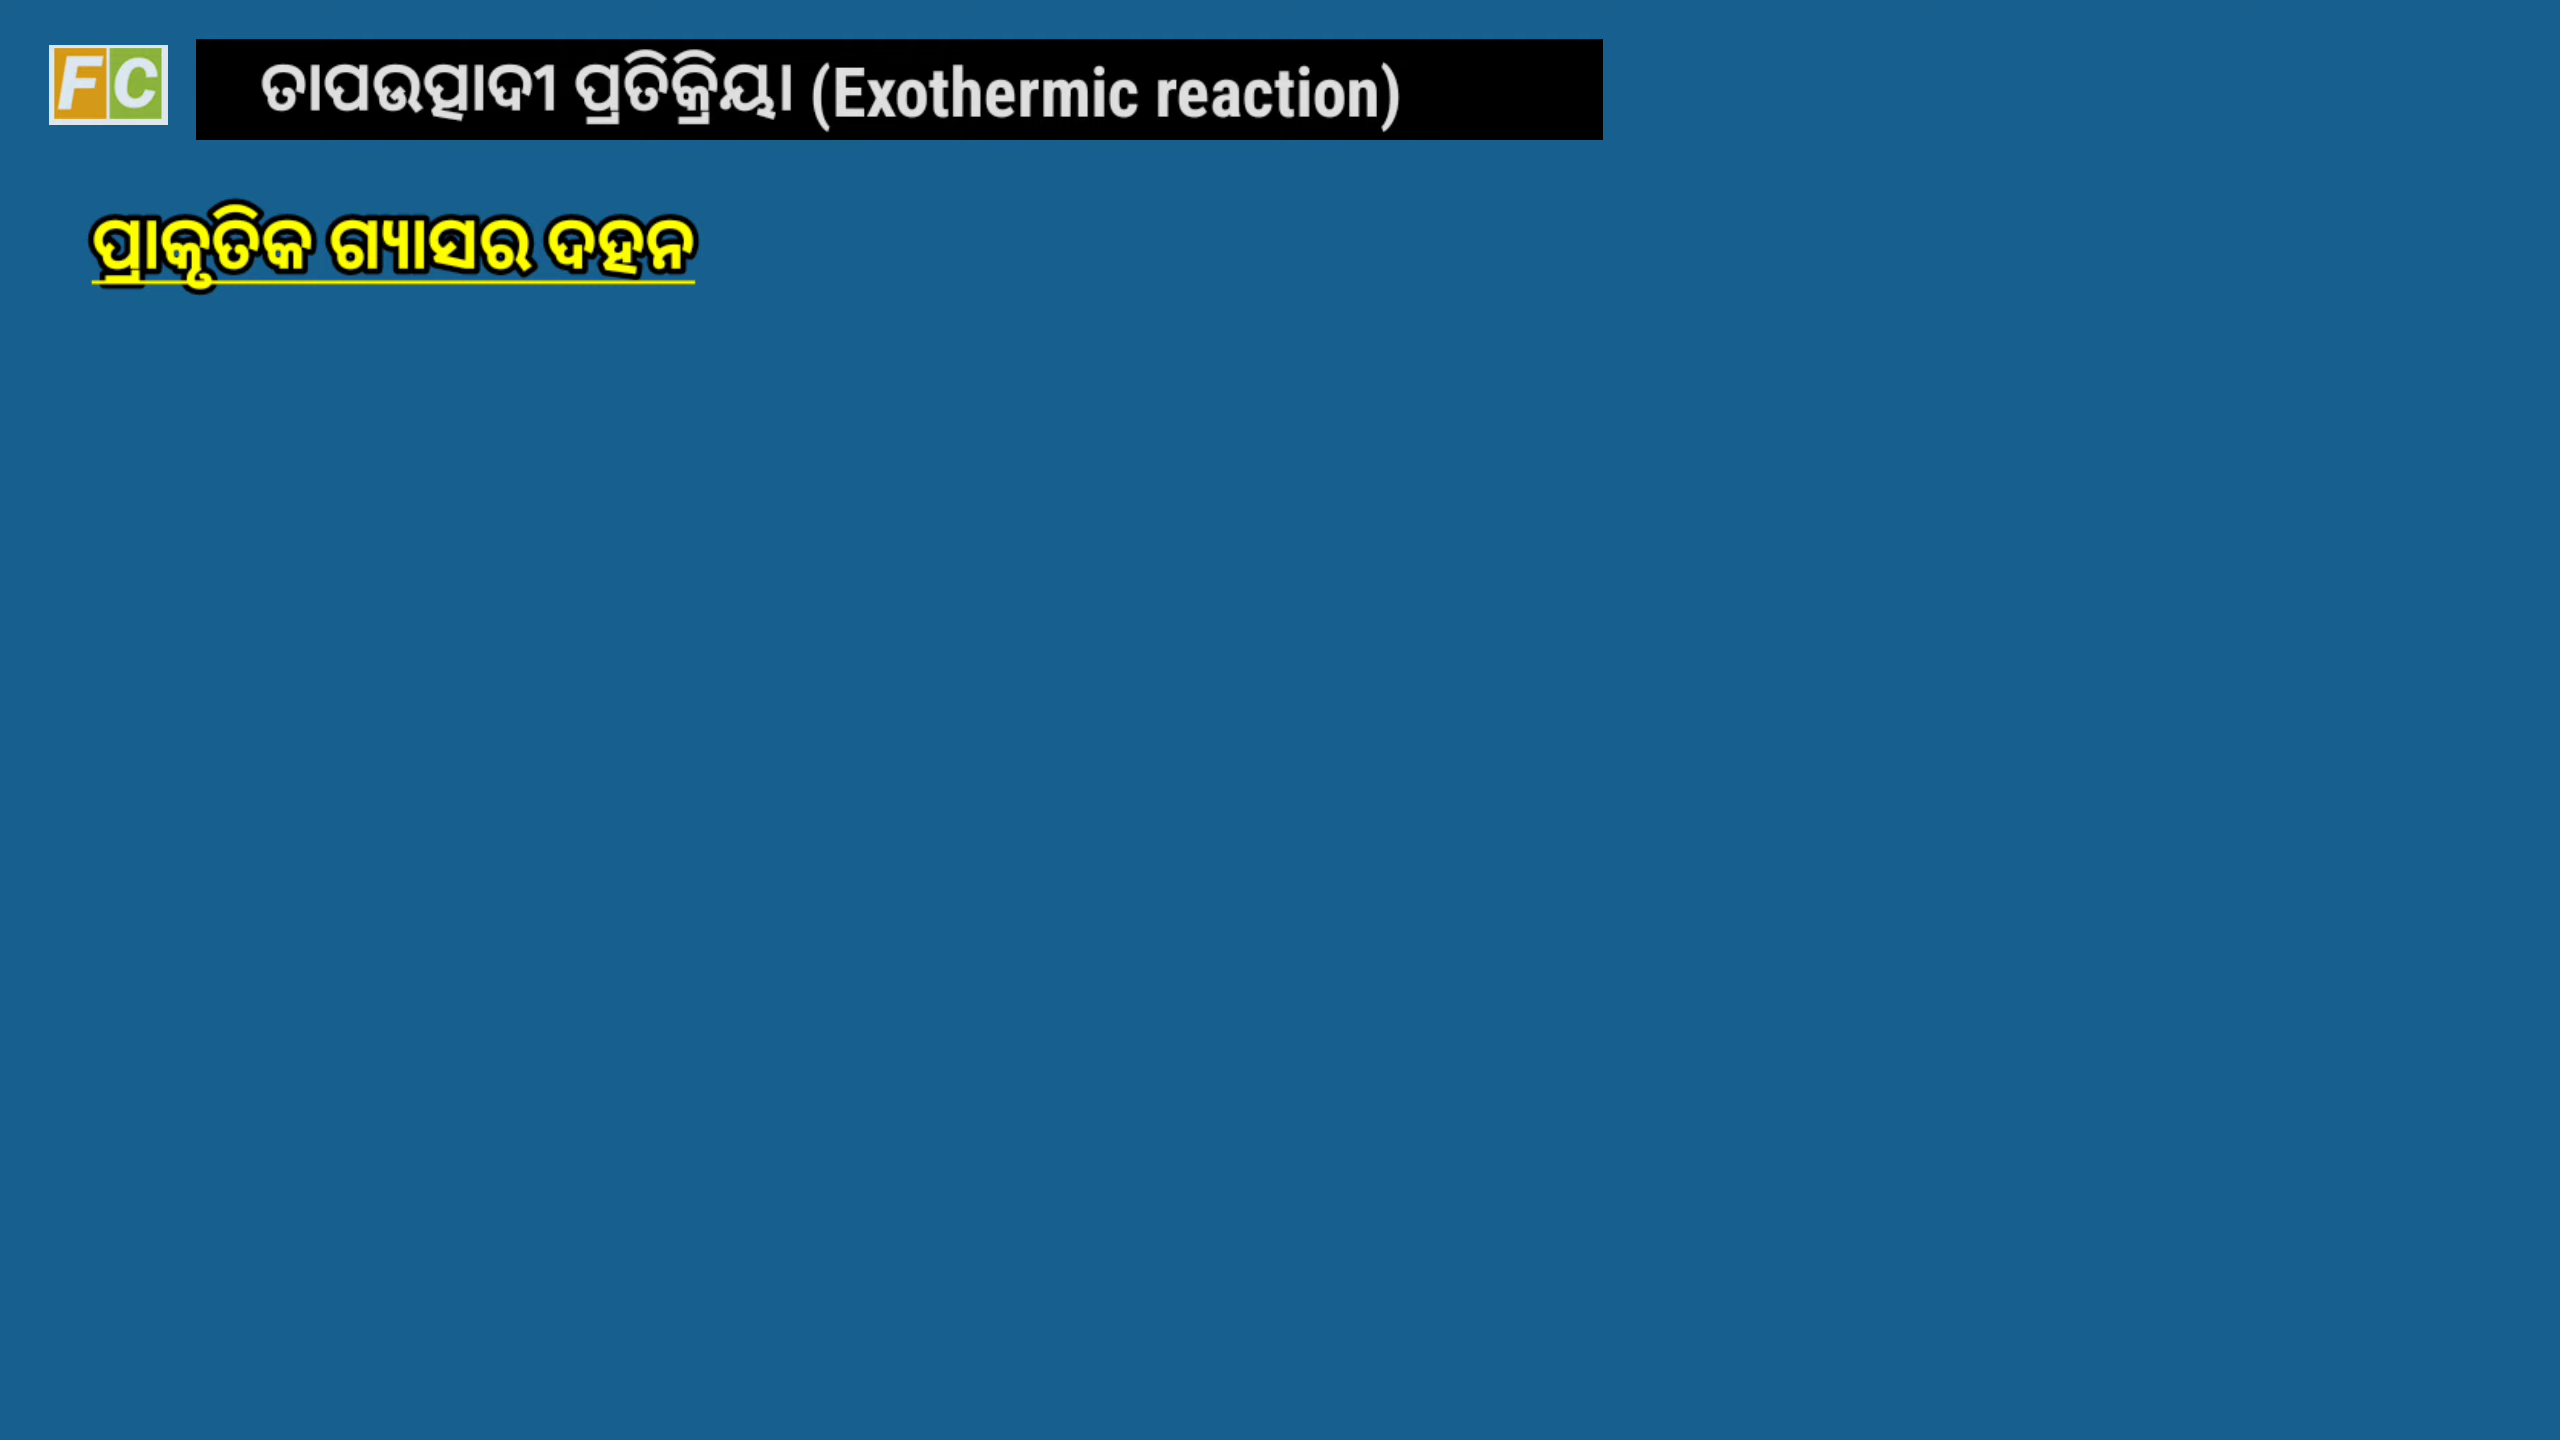 FC
ତାପଉତ୍ପାଦୀ ପ୍ରତିକ୍ରିୟା (Exothermic reaction)
ପ୍ରାକୃତିକ ଗ୍ୟାସର ଦହନ